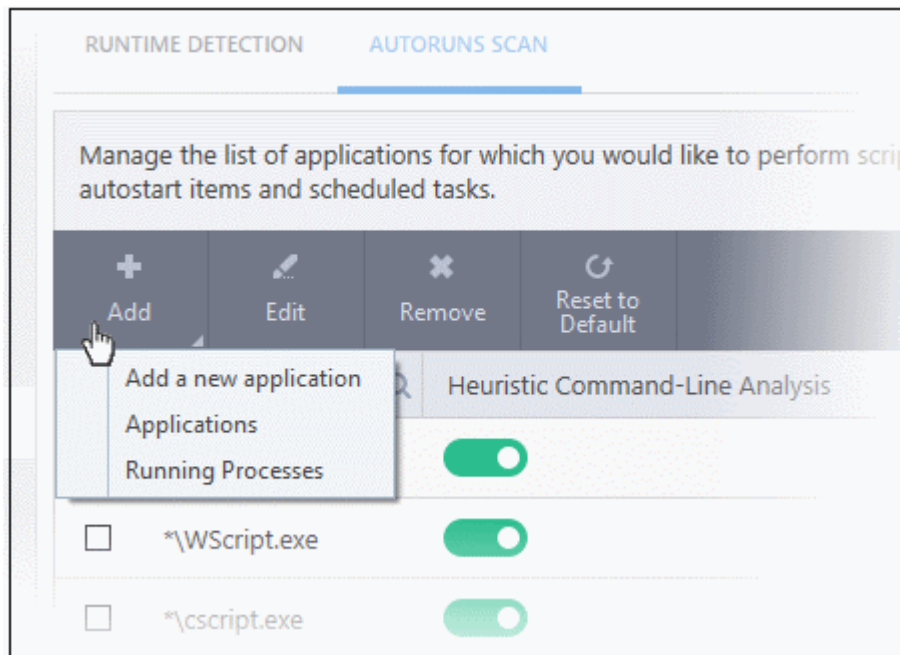 RUNTIME DETECTION AUTORUNS SCAN
Manage the list of applications for which you would like to perform
autostart items and scheduled tasks.
Add Edit Remove Reset to Default
Add a new application
Applications
Running Processes
Heuristic Command-Line Analysis
*\WScript.exe
*\cscript.exe